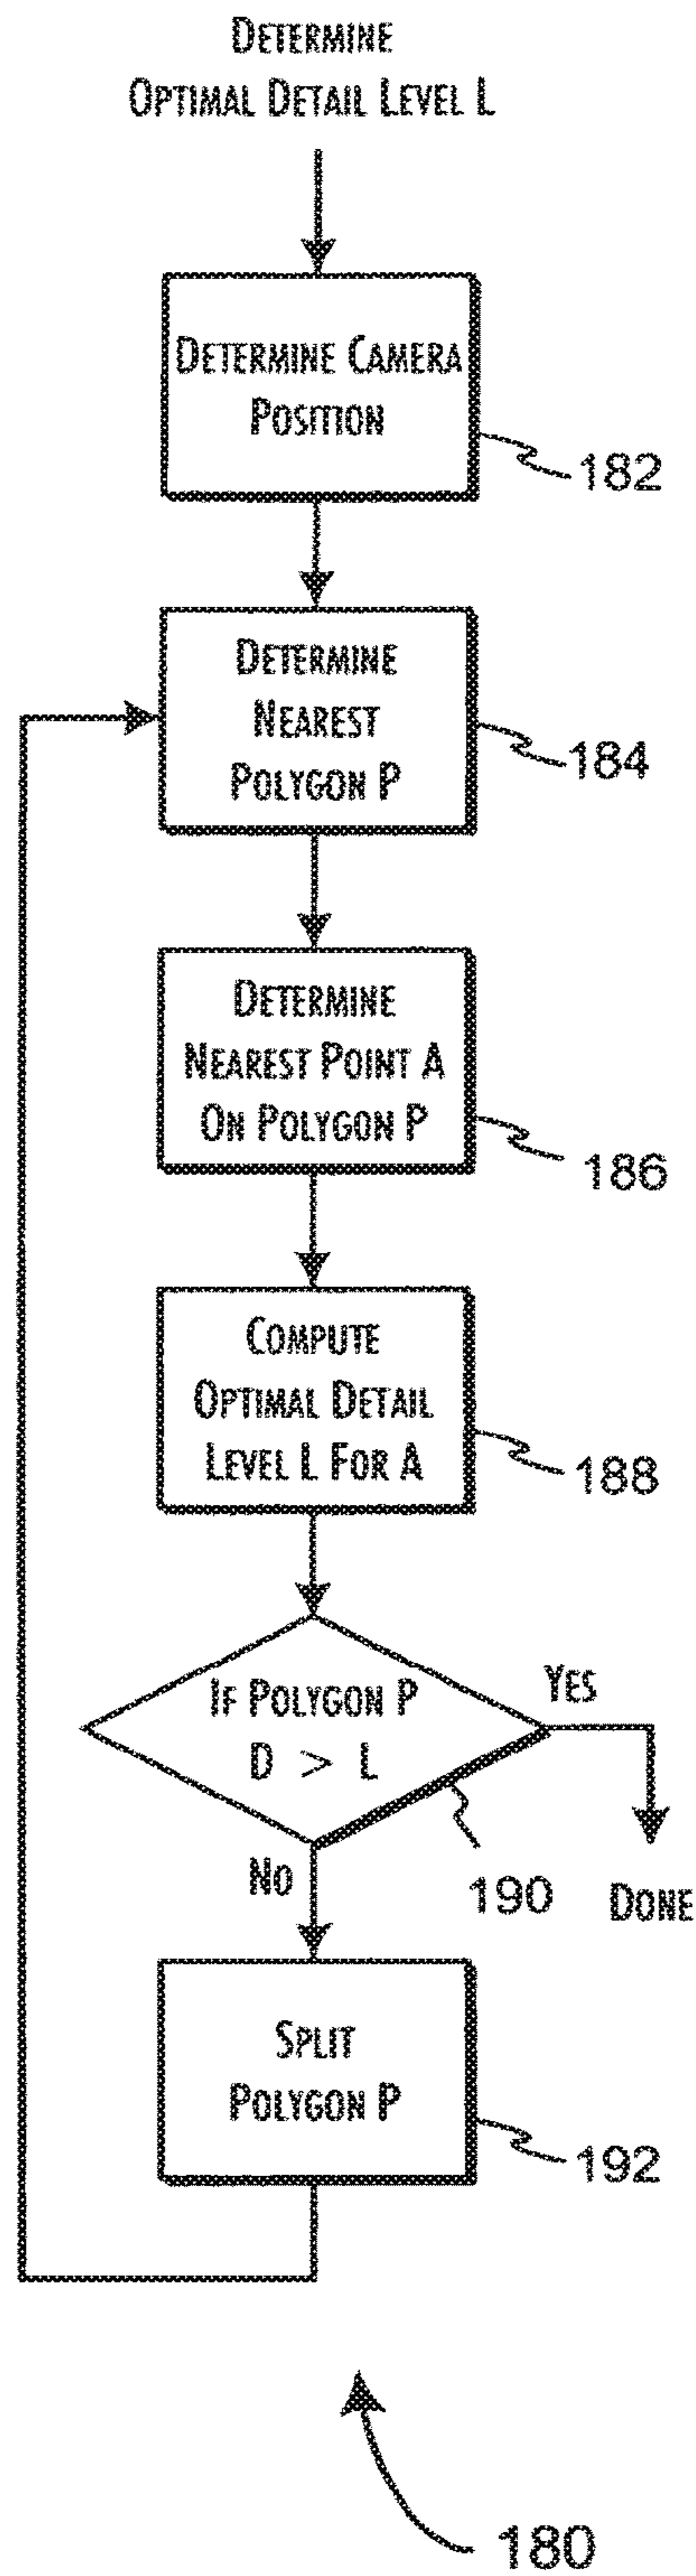 DETERMINE
OPTIMAL DETAIL LEVEL L
DETERMINE CAMERA
POSITION
182
DETERMINE
NEAREST
POLYGON P
184
DETERMINE
NEAREST POINT A
ON POLYGON P
186
COMPUTE
OPTIMAL DETAIL
LEVEL L FOR A
188
IF POLYGON P
D > L
YES
NO
190
DONE
SPLIT
POLYGON P
192
180